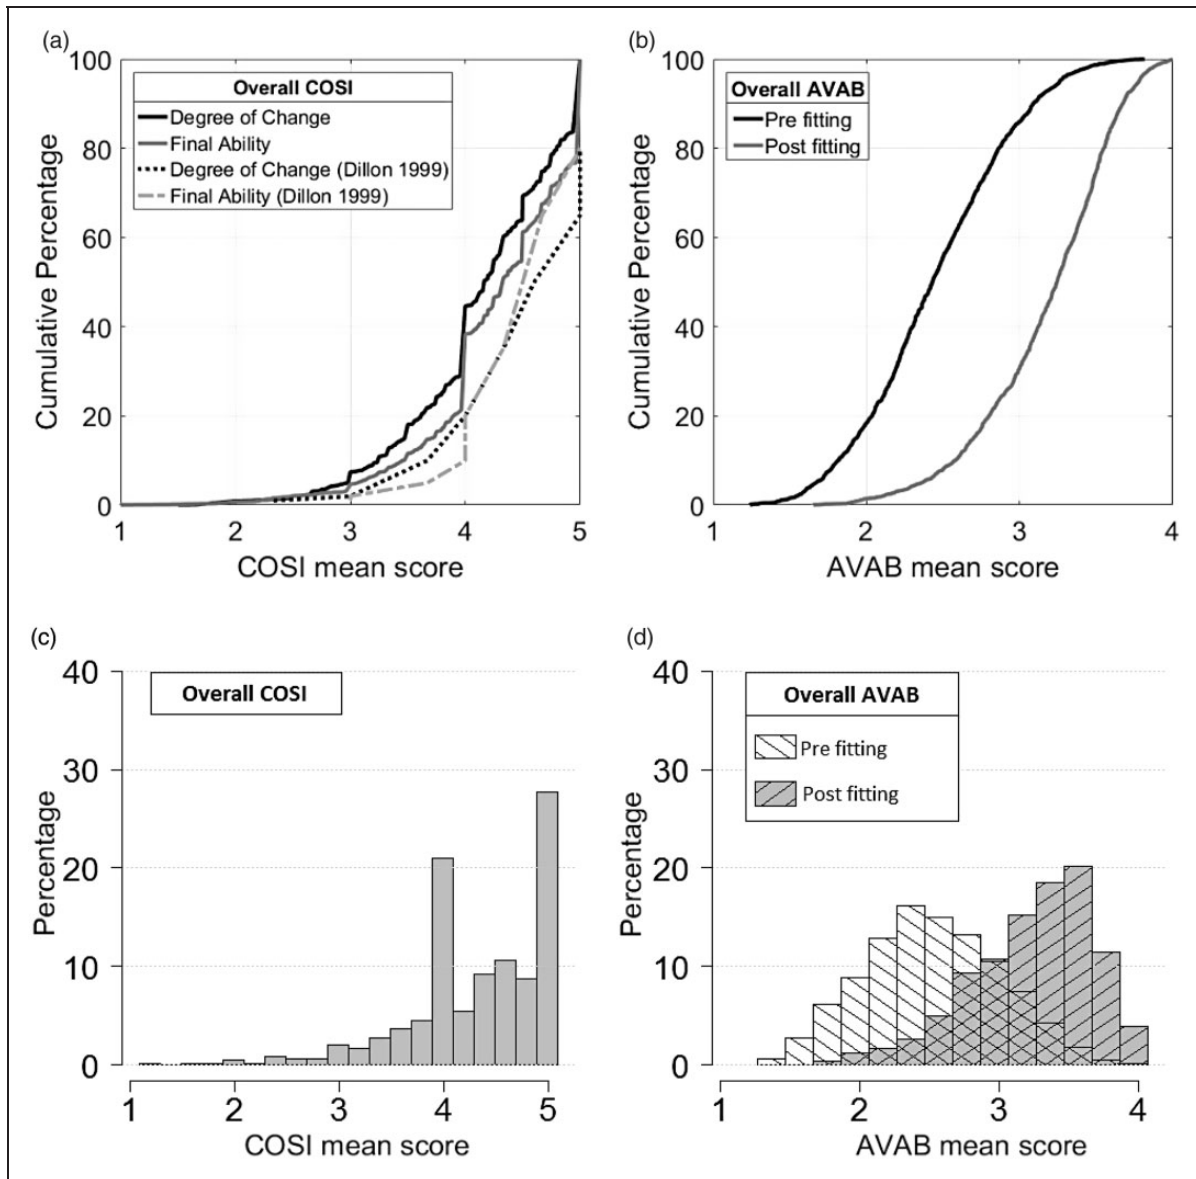 (a)
100
80
60
40
20
0
Cumulative Percentage
Overall COSI
Degree of Change
Final Ability
Degree of Change (Dillon 1999)
Final Ability (Dillon 1999)
1 2 3 4 5
COSI mean score
(b)
100
80
60
40
20
0
Cumulative Percentage
Overall AVAB
Pre fitting
Post fitting
1 2 3 4
AVAB mean score
(c)
40
30
20
10
0
Percentage
Overall COSI
1 2 3 4 5
COSI mean score
(d)
40
30
20
10
0
Percentage
Overall AVAB
Pre fitting
Post fitting
1 2 3 4
AVAB mean score